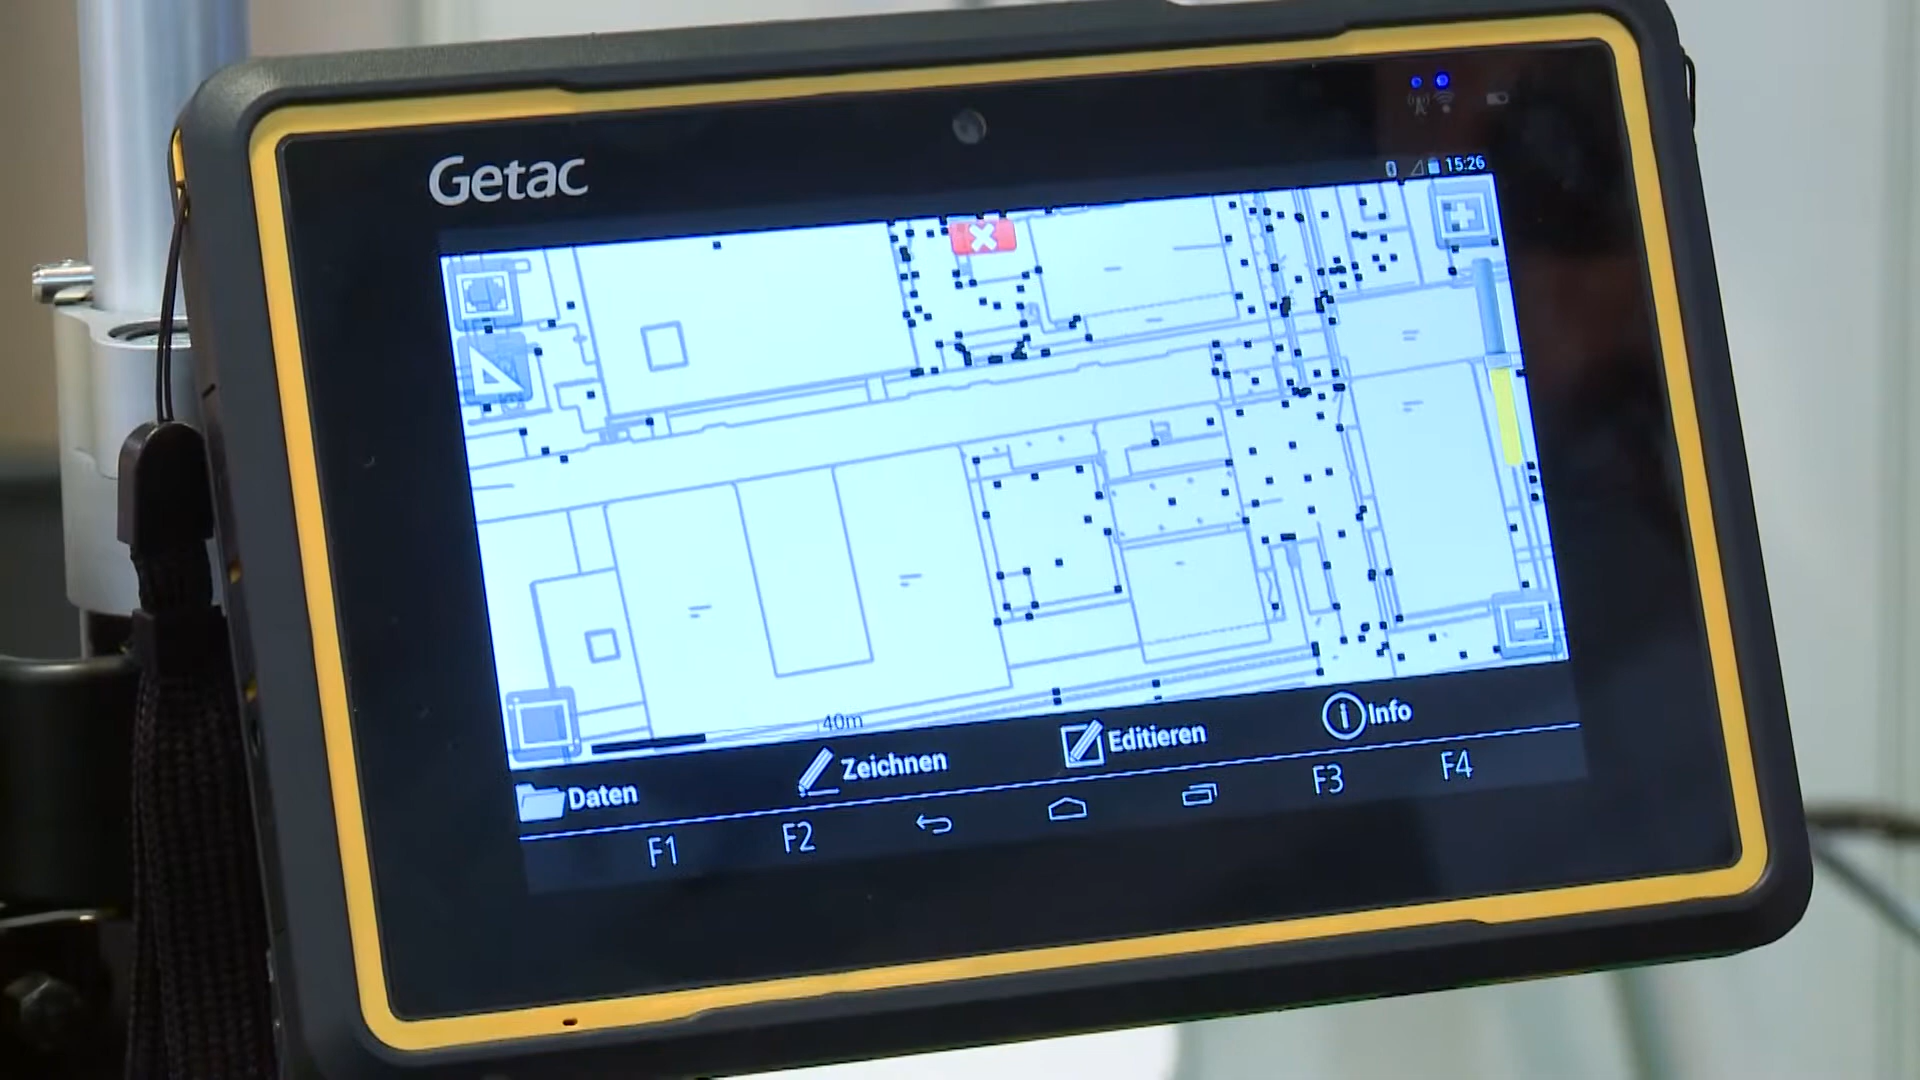 Getac
15:26
40m
Daten
Zeichnen
Editieren
Info
F1
F2
F3
F4